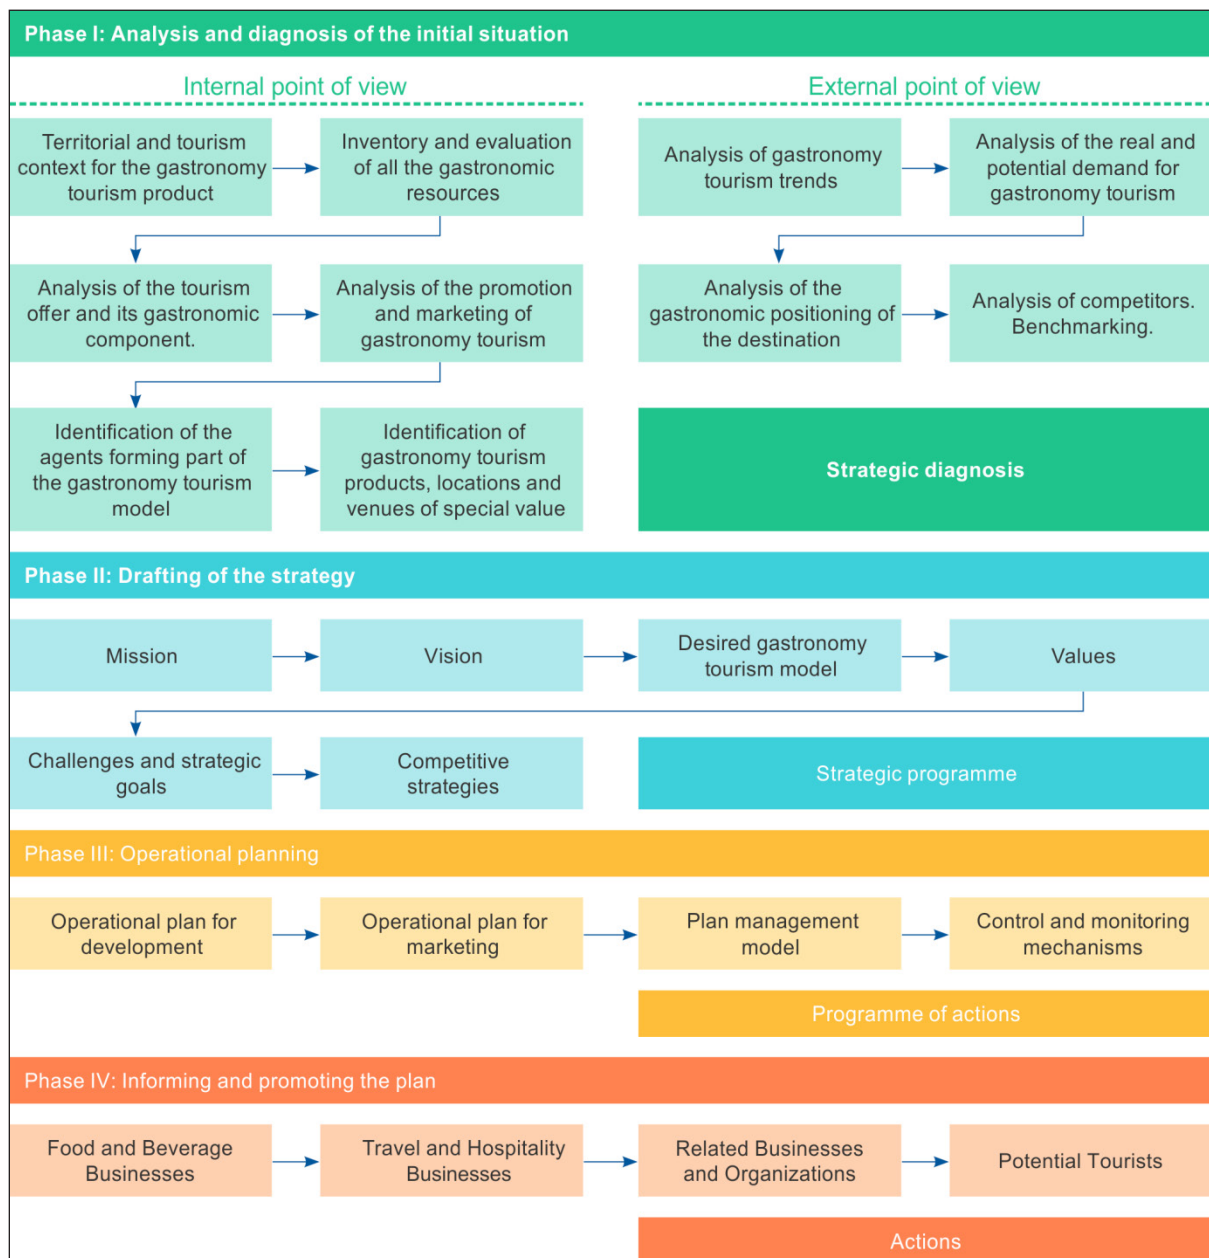 Phase I: Analysis and diagnosis of the initial situation
Internal point of view
Territorial and tourism
context for the gastronomy
tourism product
Inventory and evaluation
of all the gastronomic
resources
Analysis of the tourism
offer and its gastronomic
component.
Analysis of the promotion
and marketing of
gastronomy tourism
Identification of the
agents forming part of
the gastronomy tourism
model
Identification of
gastronomy tourism
products, locations and
venues of special value
External point of view
Analysis of gastronomy
tourism trends
Analysis of the real and
potential demand for
gastronomy tourism
Analysis of the
gastronomic positioning of
the destination
Analysis of competitors.
Benchmarking.
Strategic diagnosis
Phase II: Drafting of the strategy
Mission
Vision
Desired gastronomy
tourism model
Values
Challenges and strategic
goals
Competitive
strategies
Strategic programme
Phase III: Operational planning
Operational plan for
development
Operational plan for
marketing
Plan management
model
Control and monitoring
mechanisms
Programme of actions
Phase IV: Informing and promoting the plan
Food and Beverage
Businesses
Travel and Hospitality
Businesses
Related Businesses
and Organizations
Potential Tourists
Actions